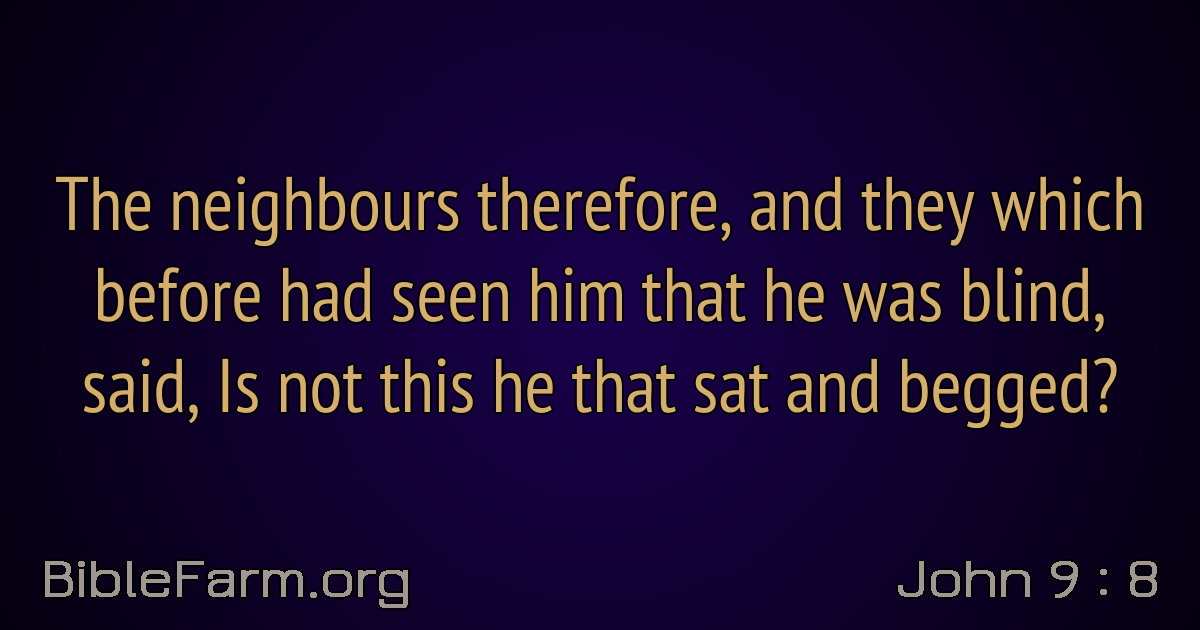 The neighbours therefore, and they which
before had seen him that he was blind,
said, Is not this he that sat and begged?
BibleFarm.org
John 9 : 8